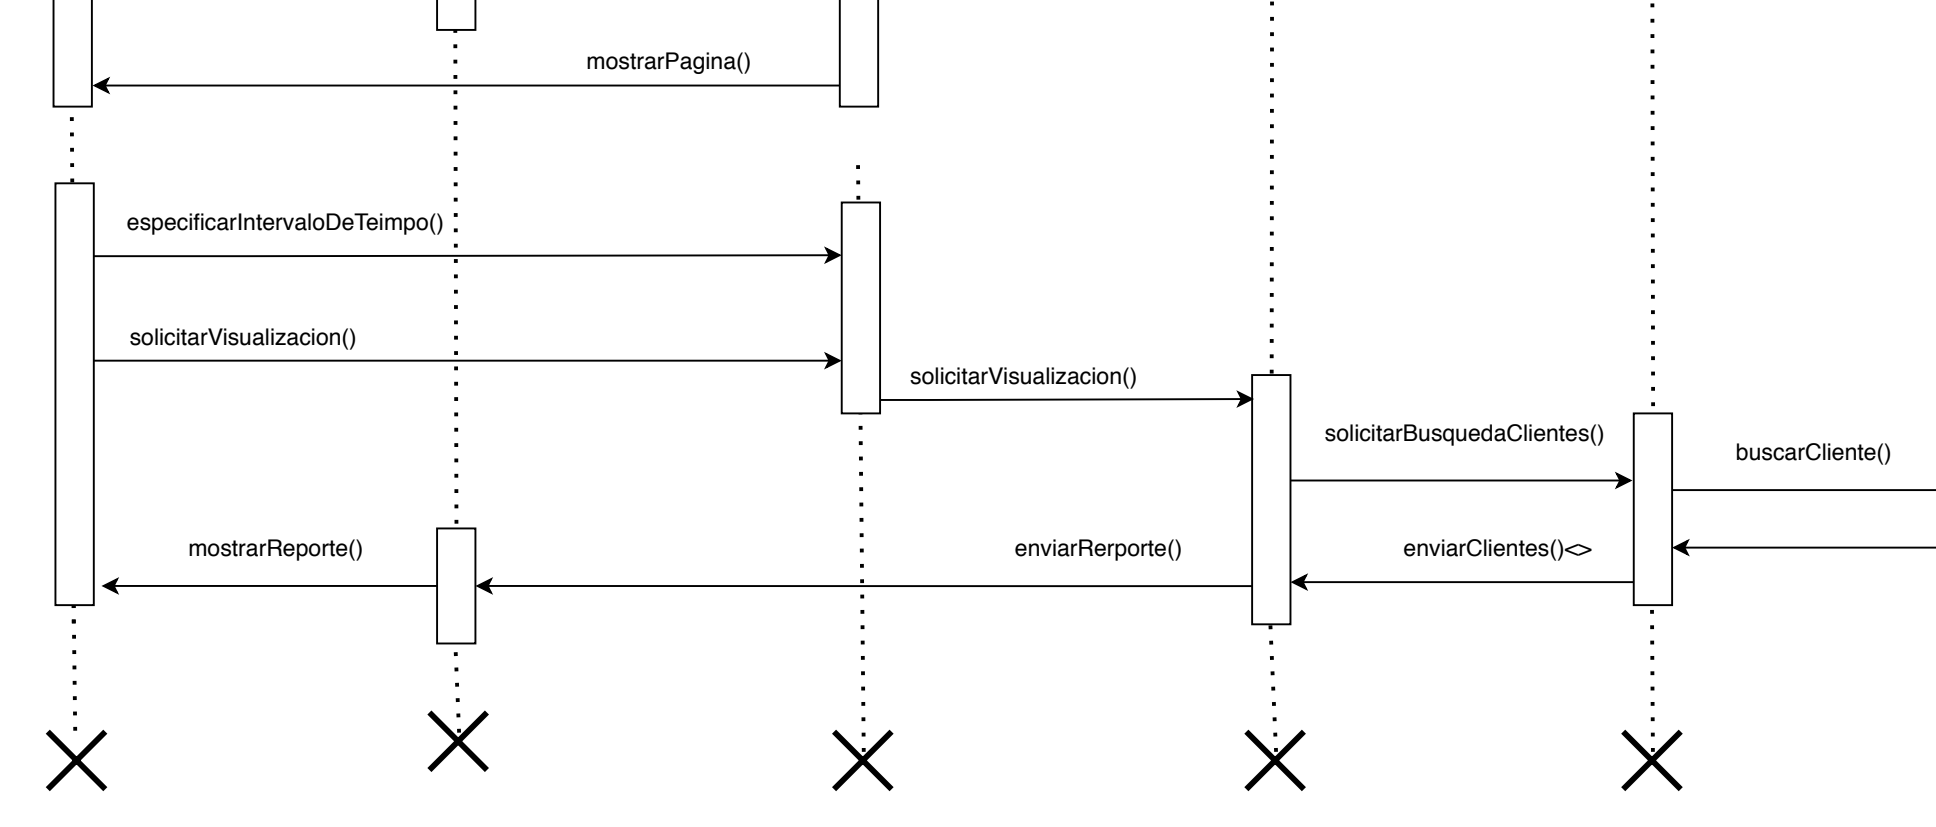 mostrarPagina()
especificarIntervaloDeTeimpo()
solicitarVisualizacion()
solicitarVisualizacion()
solicitarBusquedaClientes()
buscarCliente()
mostrarReporte()
enviarRerporte()
enviarClientes()<>